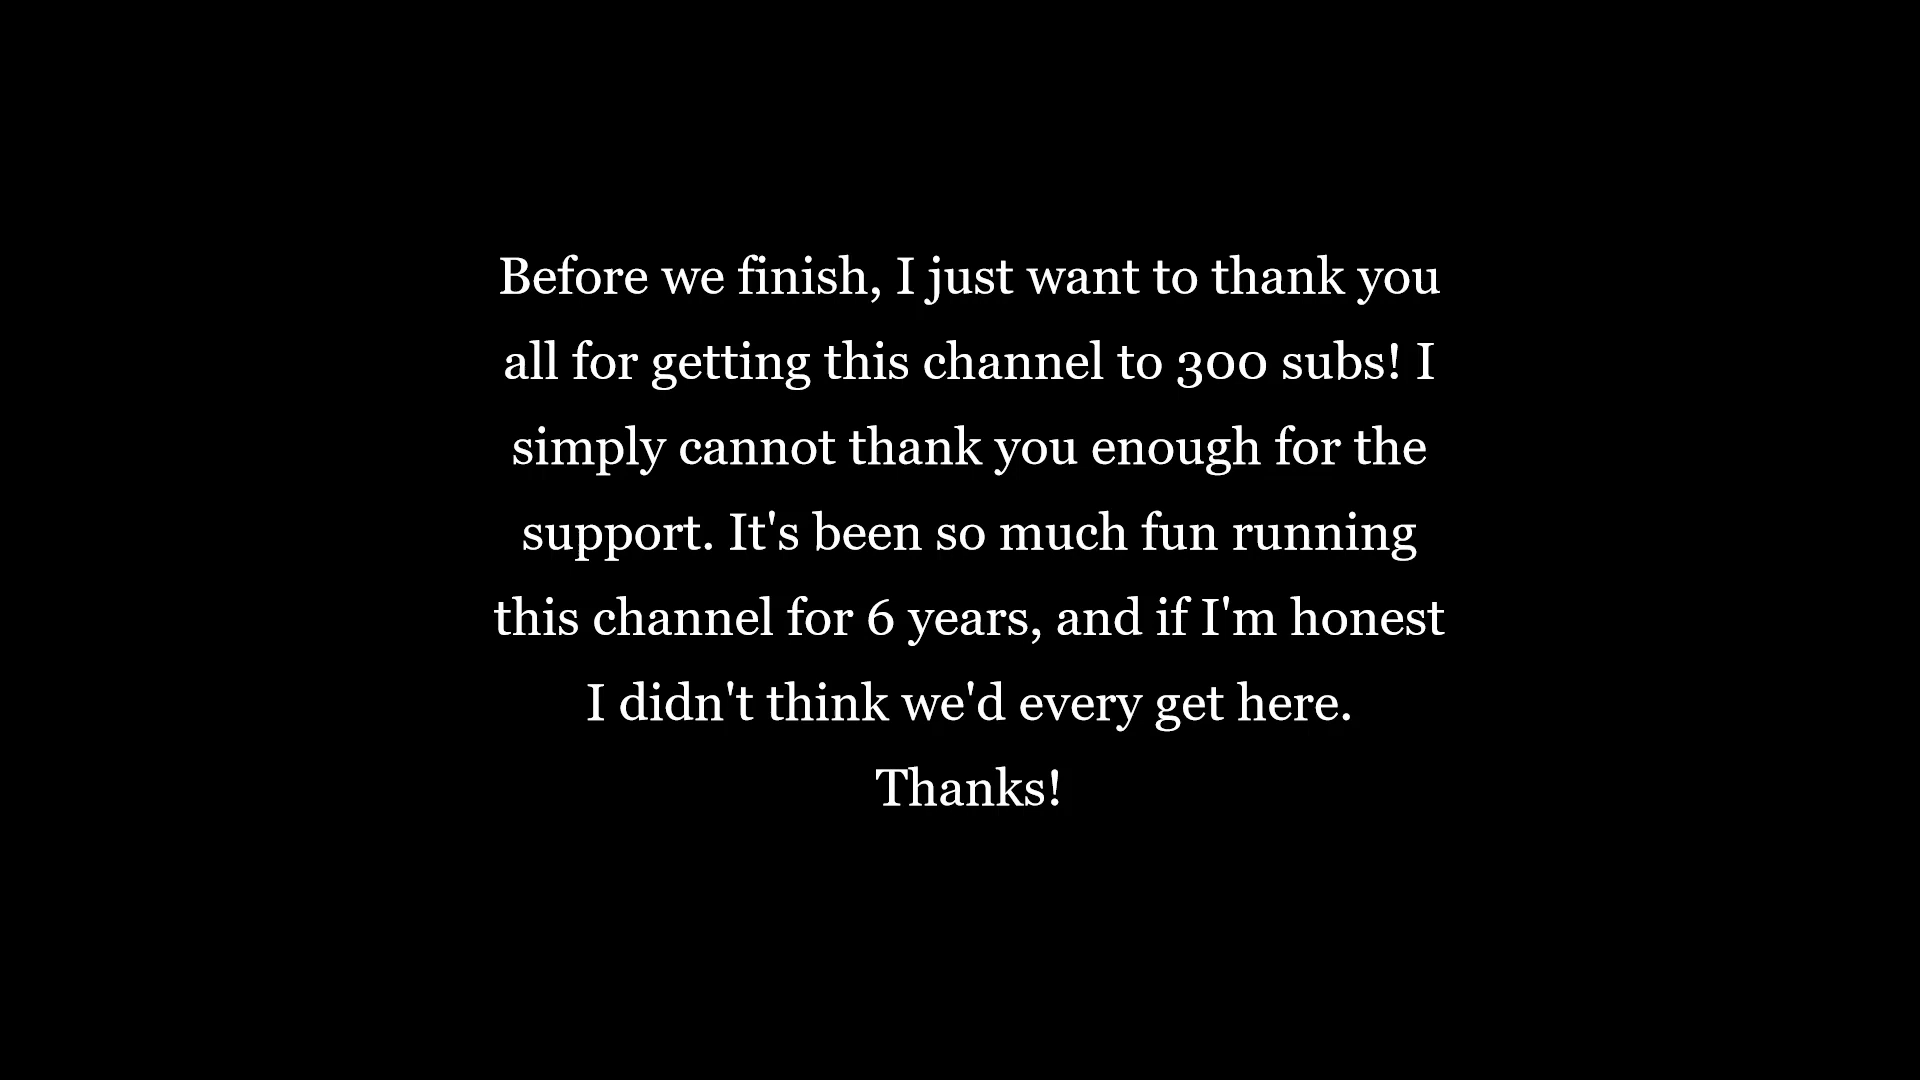 Before we finish, I just want to thank you
all for getting this channel to 300 subs! I
simply cannot thank you enough for the
support. It's been so much fun running
this channel for 6 years, and if I'm honest
I didn't think we'd every get here.
Thanks!